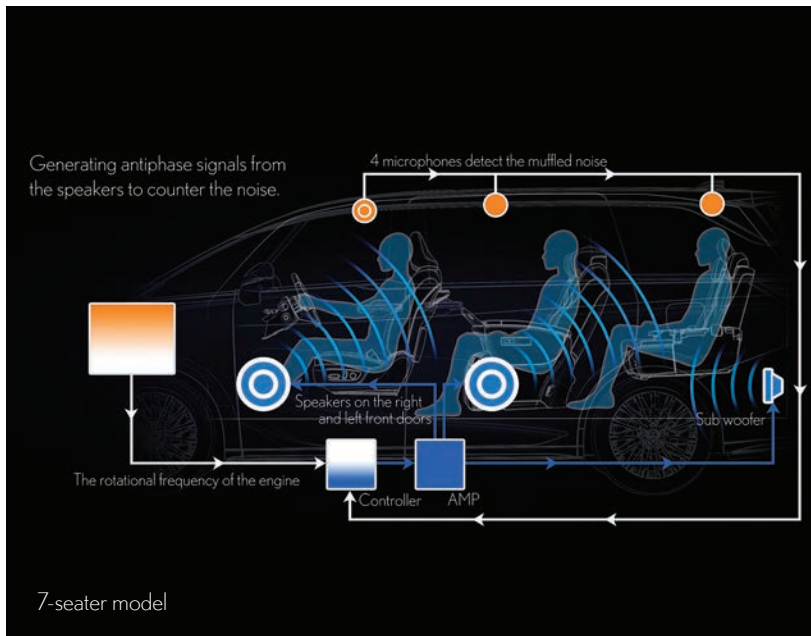 Generating antiphase signals from
the speakers to counter the noise.
4 microphones detect the muffled noise
Speakers on the right
and left front doors
Sub woofer
The rotational frequency of the engine
Controller
AMP
7-seater model